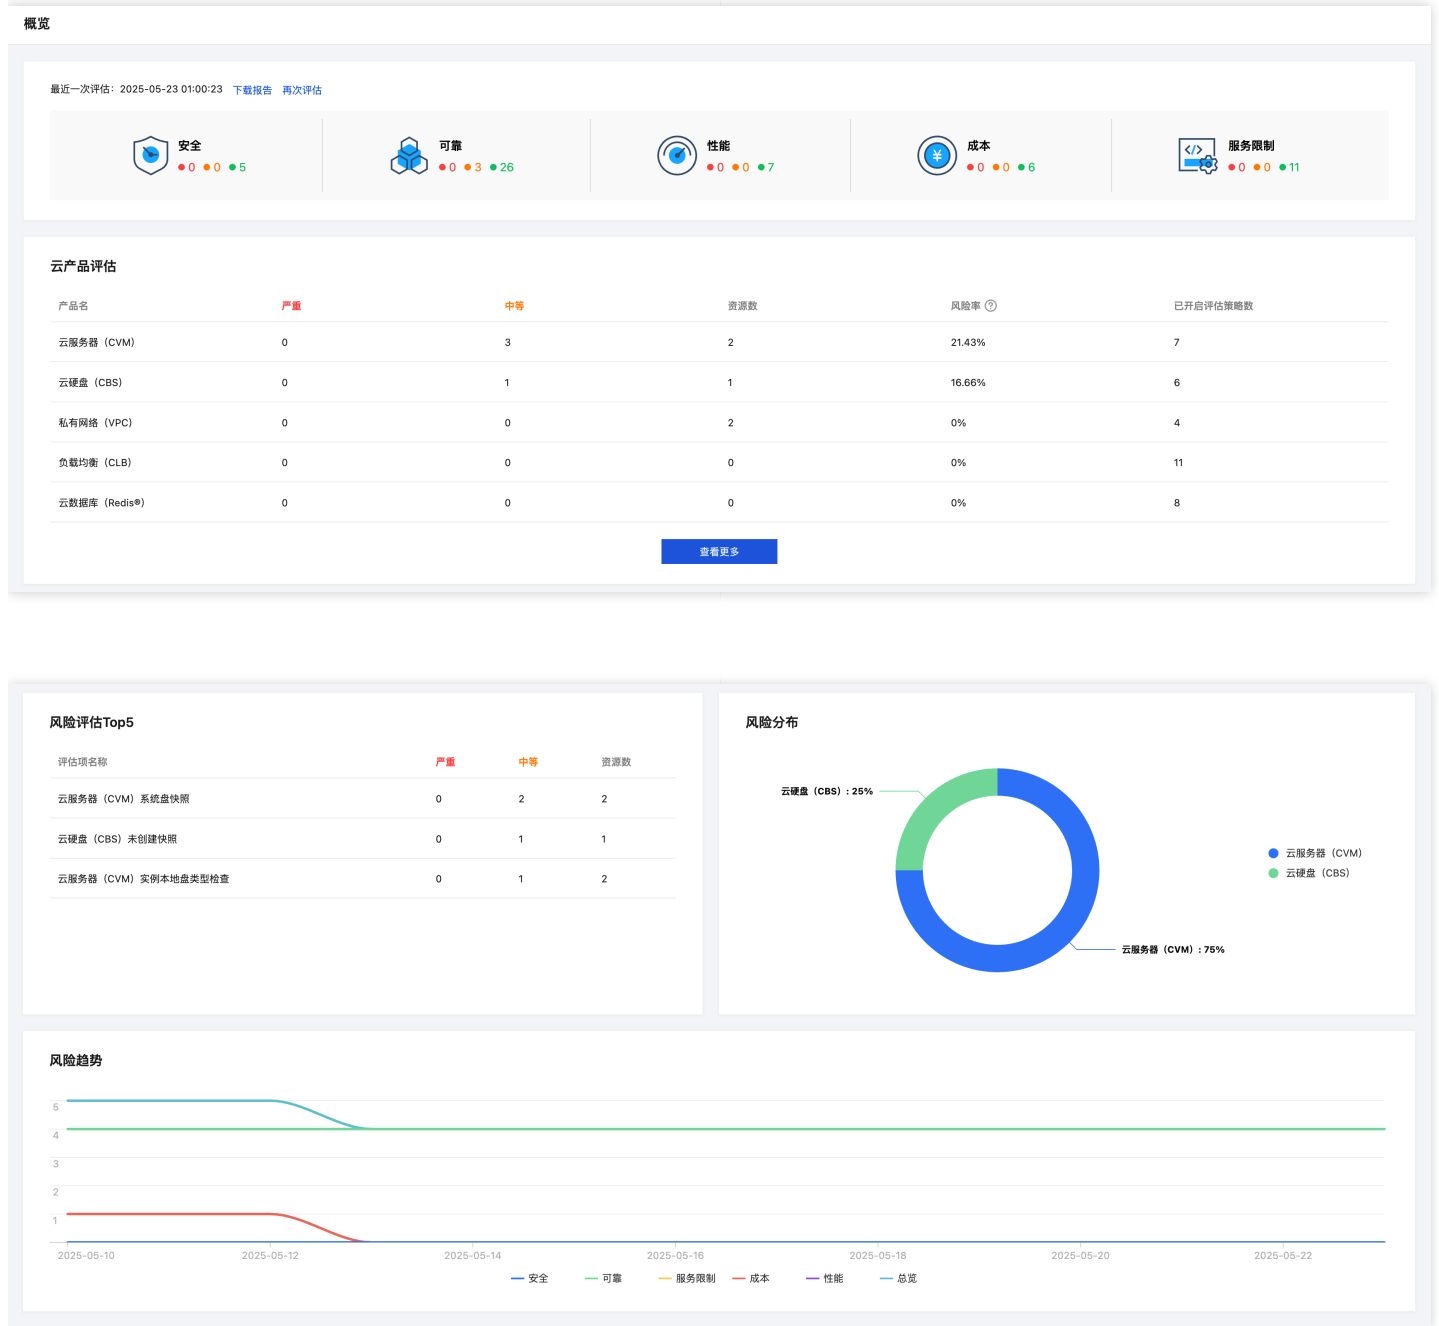 概览
最近一次评估：2025-05-23 01:00:23 下载报告 再次评估
安全
0 0 5
可靠
0 3 26
性能
0 0 7
成本
0 0 6
服务限制
0 0 11
云产品评估
产品名 严重 中等 资源数 风险率 ? 已开启评估策略数
云服务器（CVM） 0 3 2 21.43% 7
云硬盘（CBS） 0 1 1 16.66% 6
私有网络（VPC） 0 0 2 0% 4
负载均衡（CLB） 0 0 0 0% 11
云数据库（Redis®） 0 0 0 0% 8
查看更多
风险评估Top5
评估项名称 严重 中等 资源数
云服务器（CVM）系统盘快照 0 2 2
云硬盘（CBS）未创建快照 0 1 1
云服务器（CVM）实例本地盘类型检查 0 1 2
风险分布
云硬盘（CBS）: 25%
云服务器（CVM）: 75%
云服务器（CVM）
云硬盘（CBS）
风险趋势
5
4
3
2
1
2025-05-10 2025-05-12 2025-05-14 2025-05-16 2025-05-18 2025-05-20 2025-05-22
安全 可靠 服务限制 成本 性能 总览